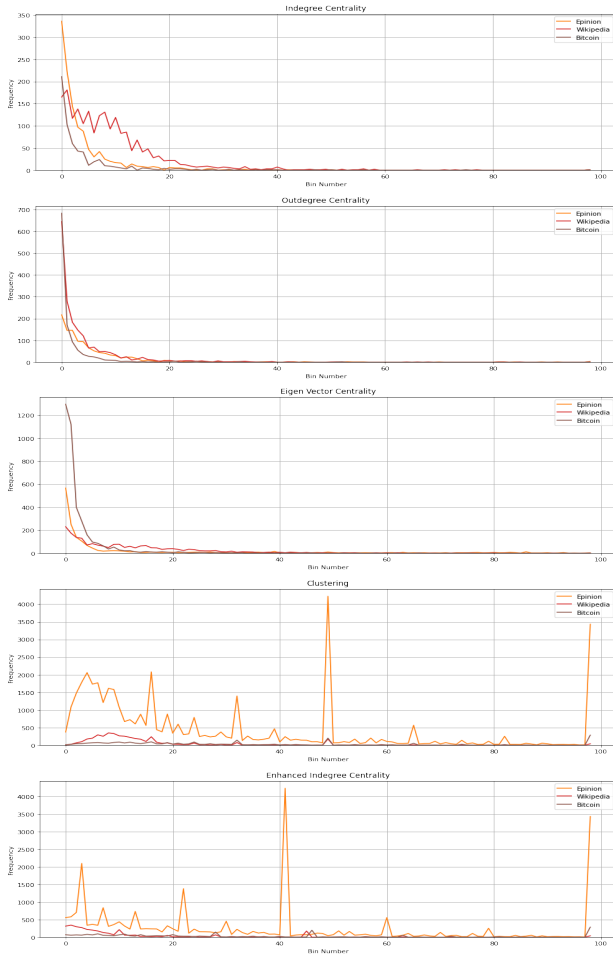 Indegree Centrality
350
300
250
200
150
100
50
0
Frequency
Epinion
Wikipedia
Bitcoin
0 20 40 60 80 100
Bin Number
Outdegree Centrality
700
600
500
400
300
200
100
0
Frequency
Epinion
Wikipedia
Bitcoin
0 20 40 60 80 100
Bin Number
Eigen Vector Centrality
1200
1000
800
600
400
200
0
Frequency
Epinion
Wikipedia
Bitcoin
0 20 40 60 80 100
Bin Number
Clustering
4000
3500
3000
2500
2000
1500
1000
500
0
Frequency
Epinion
Wikipedia
Bitcoin
0 20 40 60 80 100
Bin Number
Enhanced Indegree Centrality
4000
3500
3000
2500
2000
1500
1000
500
0
Frequency
Epinion
Wikipedia
Bitcoin
0 20 40 60 80 100
Bin Number